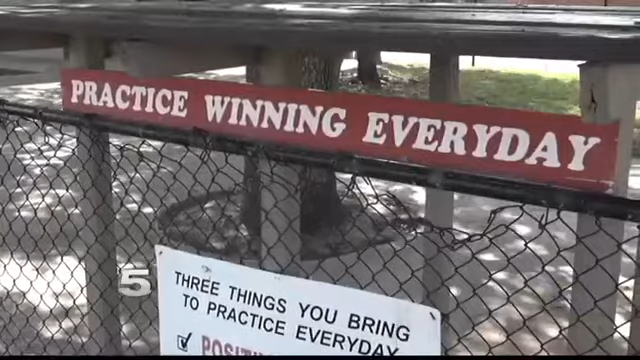 PRACTICE WINNING EVERYDAY
5
THREE THINGS YOU BRING
TO PRACTICE EVERYDAY